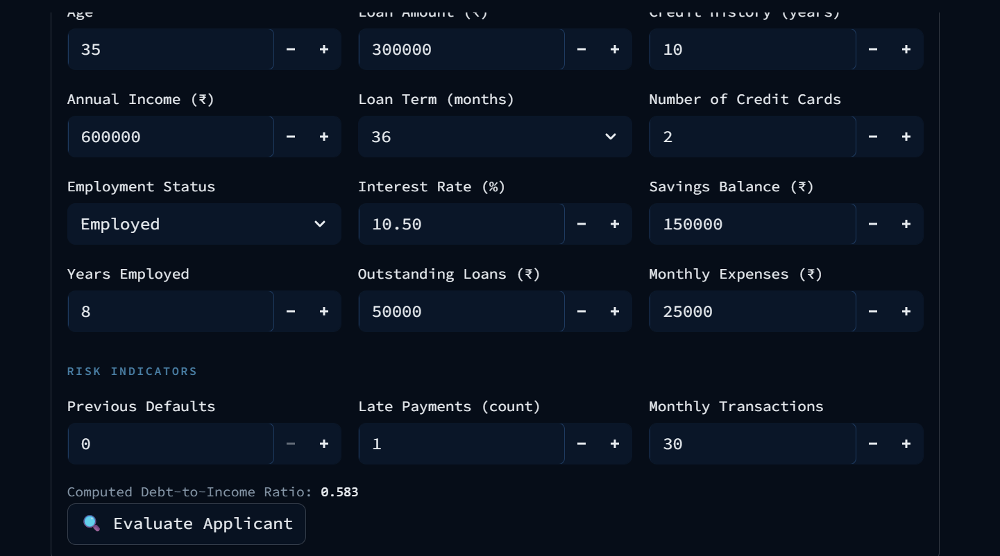 Age Loan Amount (₹) Credit History (years)
35 − + 300000 − + 10 − +
Annual Income (₹) Loan Term (months) Number of Credit Cards
600000 − + 36 2 − +
Employment Status Interest Rate (%) Savings Balance (₹)
Employed 10.50 − + 150000 − +
Years Employed Outstanding Loans (₹) Monthly Expenses (₹)
8 − + 50000 − + 25000 − +
RISK INDICATORS
Previous Defaults Late Payments (count) Monthly Transactions
0 − + 1 − + 30 − +
Computed Debt-to-Income Ratio: 0.583
Evaluate Applicant